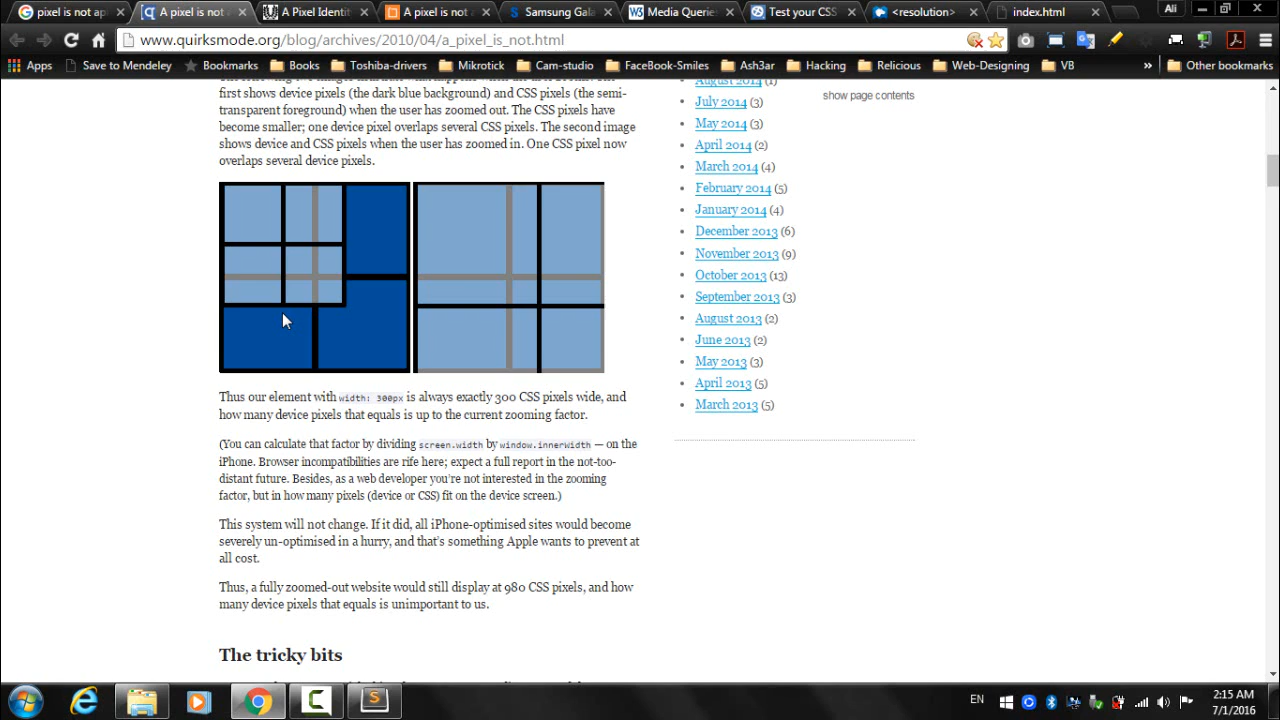 pixel is not ap
A pixel is not
A Pixel Identit
A pixel is not
Samsung Gala
Media Querie
Test your CSS
<resolution>
index.html
Ali
www.quirksmode.org/blog/archives/2010/04/a_pixel_is_not.html
Apps
Save to Mendeley
Bookmarks
Books
Toshiba-drivers
Mikrotick
Cam-studio
FaceBook-Smiles
Ash3ar
Hacking
Relicious
Web-Designing
VB
»
Other bookmarks
first shows device pixels (the dark blue background) and CSS pixels (the semi-
transparent foreground) when the user has zoomed out. The CSS pixels have
become smaller; one device pixel overlaps several CSS pixels. The second image
shows device and CSS pixels when the user has zoomed in. One CSS pixel now
overlaps several device pixels.
Thus our element with width: 300px is always exactly 300 CSS pixels wide, and
how many device pixels that equals is up to the current zooming factor.
(You can calculate that factor by dividing screen.width by window.innerWidth — on the
iPhone. Browser incompatibilities are rife here; expect a full report in the not-too-
distant future. Besides, as a web developer you're not interested in the zooming
factor, but in how many pixels (device or CSS) fit on the device screen.)
This system will not change. If it did, all iPhone-optimised sites would become
severely un-optimised in a hurry, and that's something Apple wants to prevent at
all cost.
Thus, a fully zoomed-out website would still display at 980 CSS pixels, and how
many device pixels that equals is unimportant to us.
The tricky bits
August 2014 (1)
July 2014 (3)
May 2014 (3)
April 2014 (2)
March 2014 (4)
February 2014 (5)
January 2014 (4)
December 2013 (6)
November 2013 (9)
October 2013 (13)
September 2013 (3)
August 2013 (2)
June 2013 (2)
May 2013 (3)
April 2013 (5)
March 2013 (5)
show page contents
EN
2:15 AM
7/1/2016